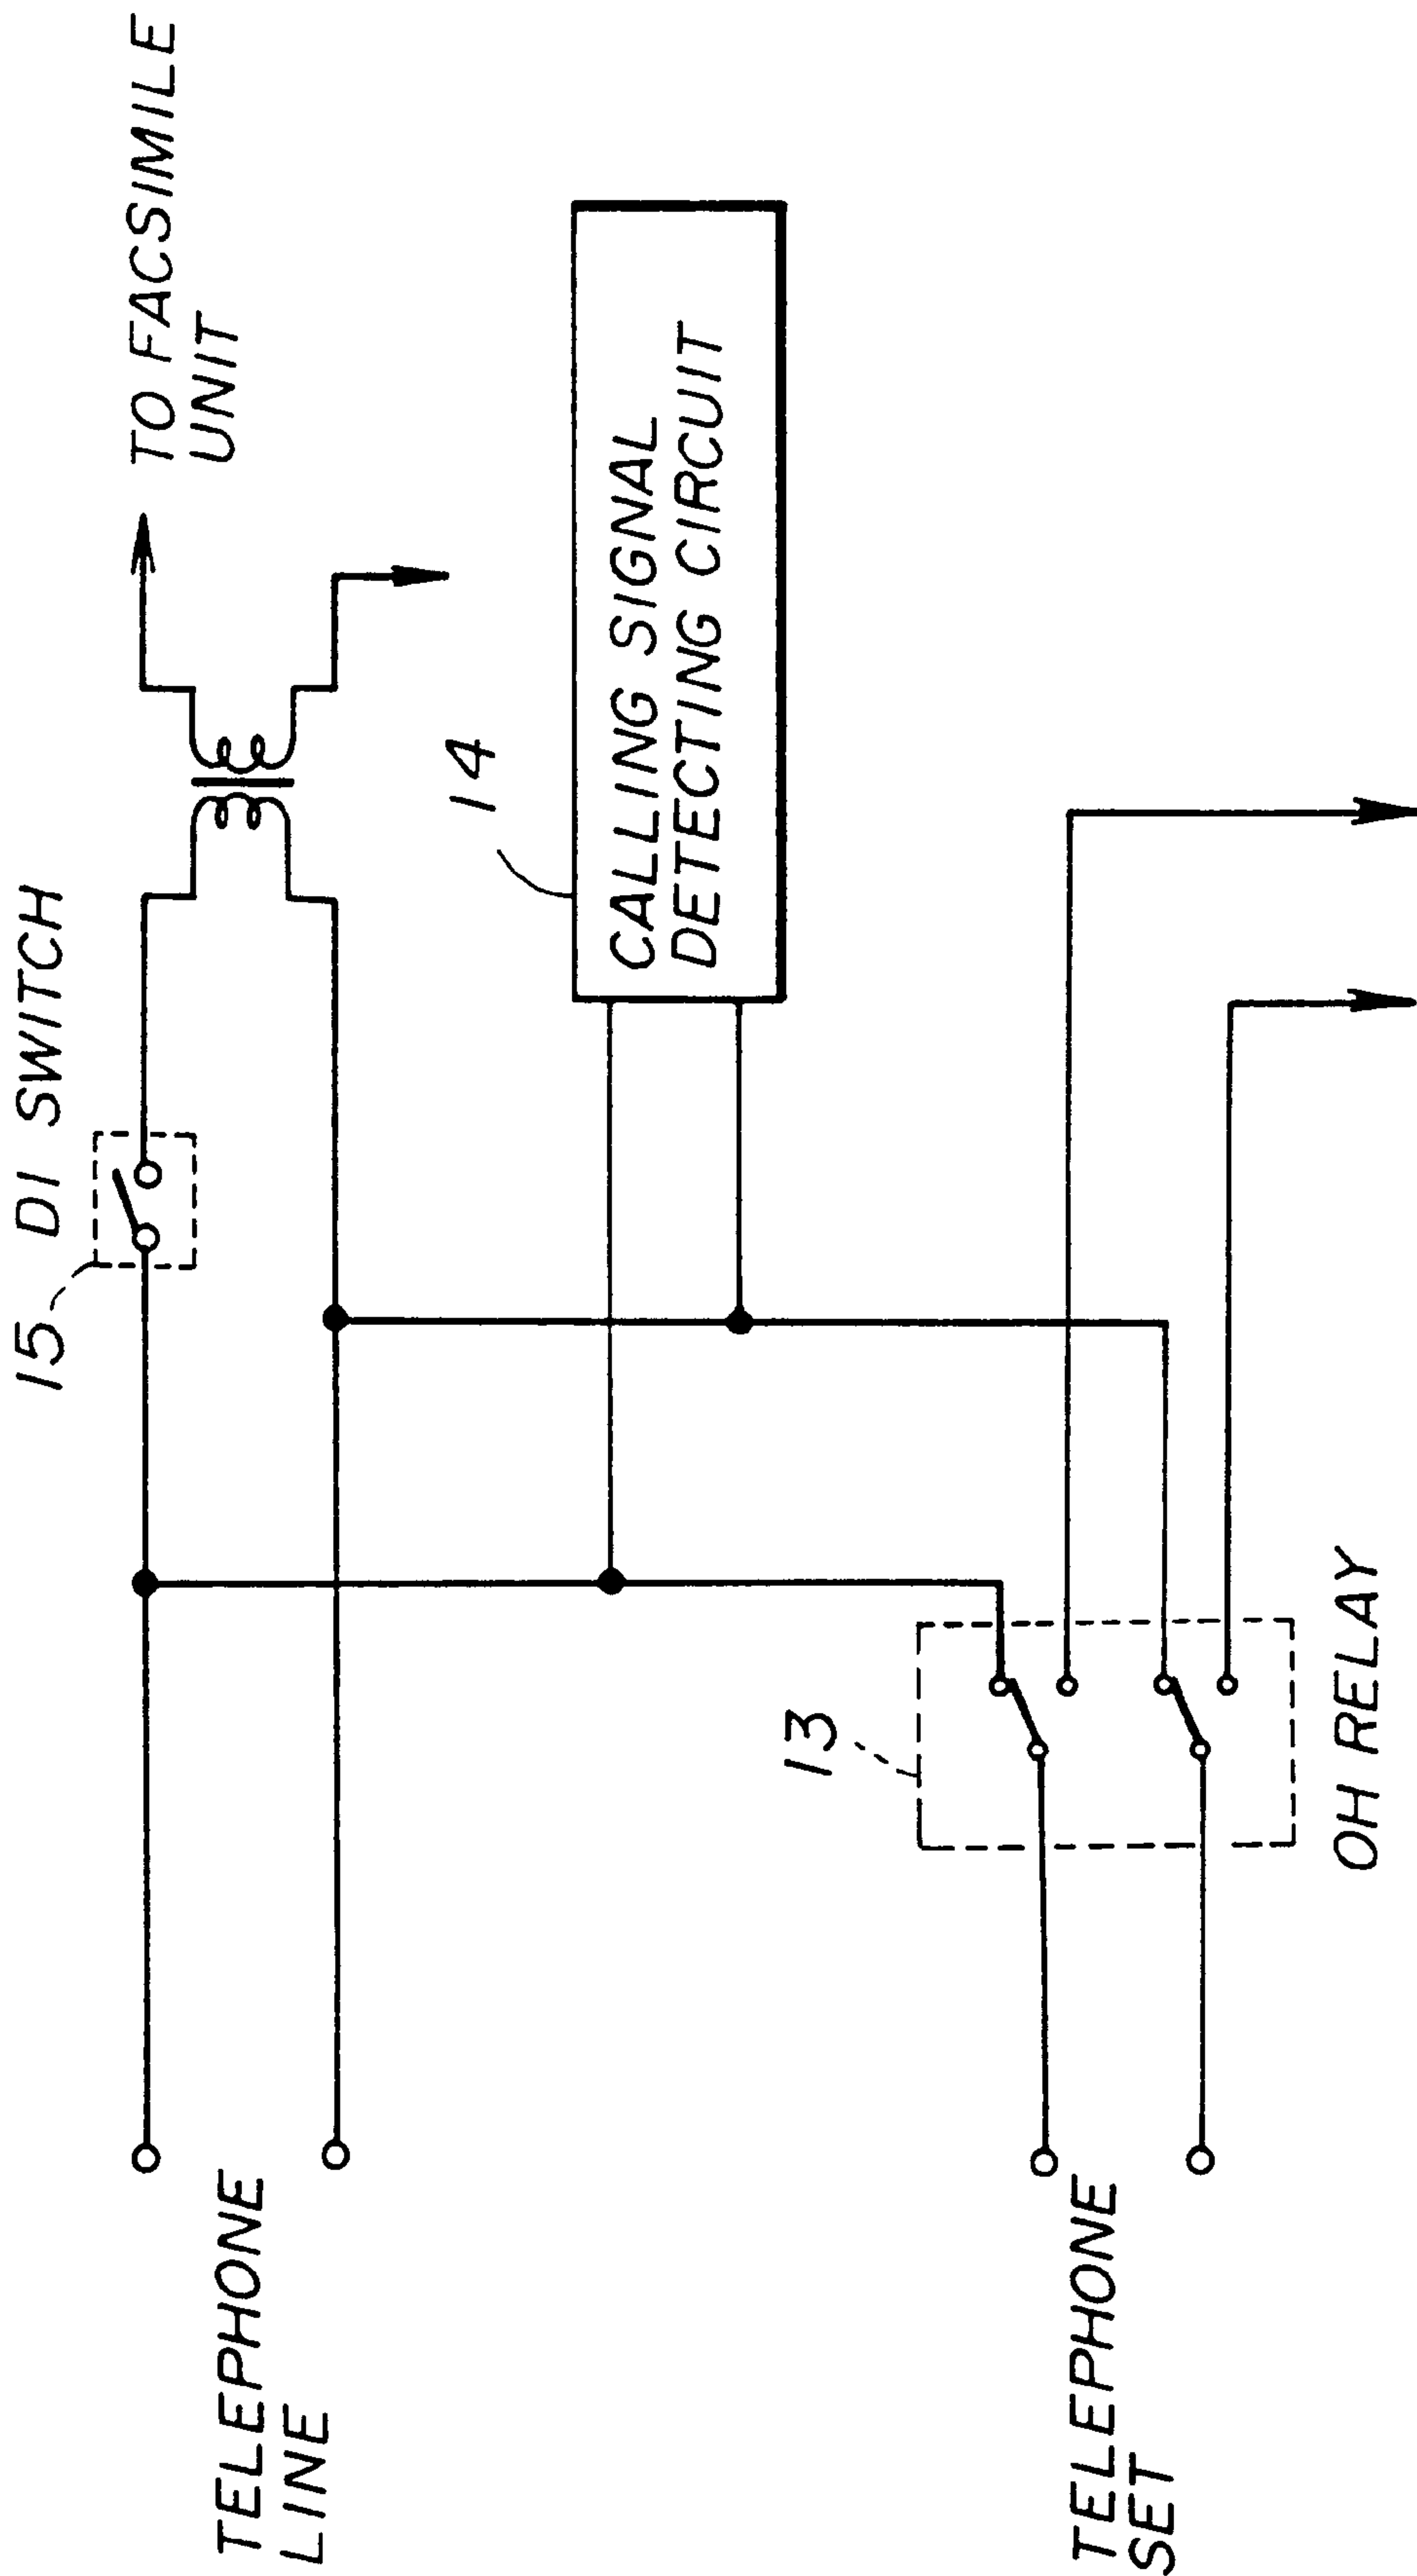 15
DI SWITCH
TO FACSIMILE
UNIT
TELEPHONE
LINE
14
CALLING SIGNAL
DETECTING CIRCUIT
13
TELEPHONE
SET
OH RELAY